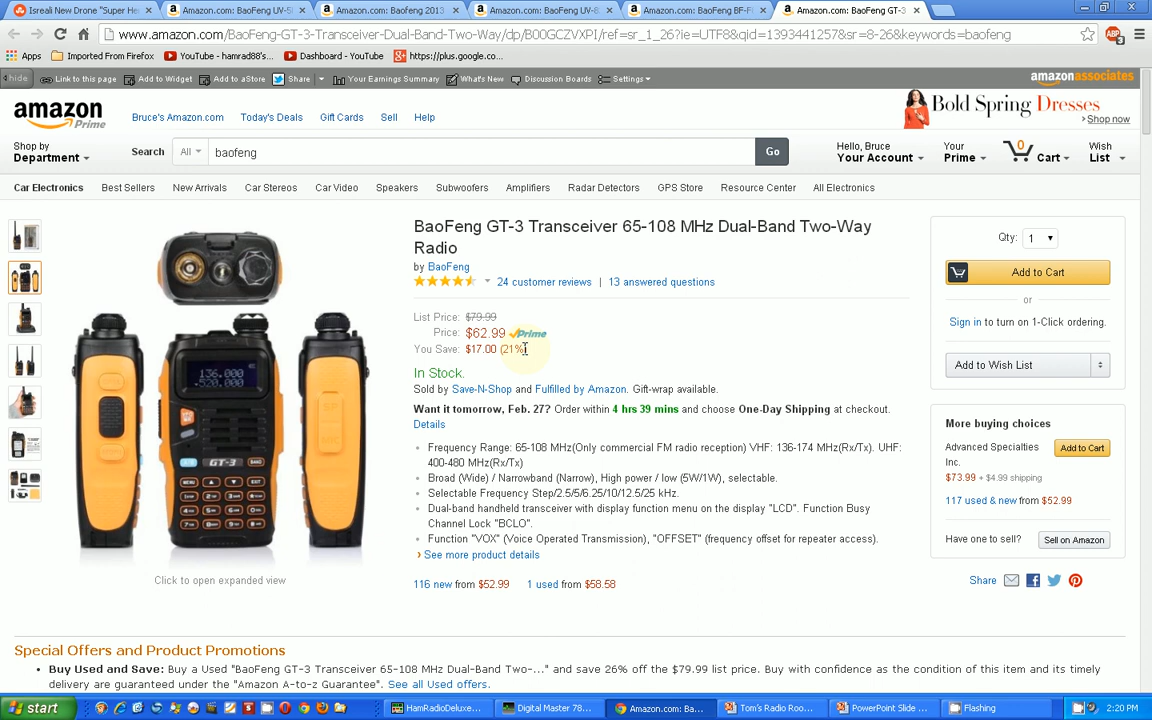 Isreali New Drone "Super He
Amazon.com: BaoFeng UV-5
Amazon.com: Baofeng 2013
Amazon.com: BaoFeng UV-8
Amazon.com: BaoFeng BF-F
Amazon.com: BaoFeng GT-3
www.amazon.com/BaoFeng-GT-3-Transceiver-Dual-Band-Two-Way/dp/B00GCZVXPI/ref=sr_1_26?ie=UTF8&qid=1393441257&sr=8-26&keywords=baofeng
ABP
Apps
Imported From Firefox
YouTube - hamrad88's...
Dashboard - YouTube
https://plus.google.co...
hide
Link to this page
Add to Widget
Add to aStore
Share
Your Earnings Summary
What's New
Discussion Boards
Settings
amazonassociates
amazon
Prime
Bruce's Amazon.com
Today's Deals
Gift Cards
Sell
Help
Bold Spring Dresses
Shop now
Shop by
Department
Search
All
baofeng
Go
Hello, Bruce
Your Account
Your
Prime
0
Cart
Wish
List
Car Electronics
Best Sellers
New Arrivals
Car Stereos
Car Video
Speakers
Subwoofers
Amplifiers
Radar Detectors
GPS Store
Resource Center
All Electronics
136.000
520.000
GT-3
BAND
MENU
Click to open expanded view
BaoFeng GT-3 Transceiver 65-108 MHz Dual-Band Two-Way
Radio
by BaoFeng
24 customer reviews | 13 answered questions
List Price: $79.99
Price: $62.99 Prime
You Save: $17.00 (21%)
In Stock.
Sold by Save-N-Shop and Fulfilled by Amazon. Gift-wrap available.
Want it tomorrow, Feb. 27? Order within 4 hrs 39 mins and choose One-Day Shipping at checkout.
Details
• Frequency Range: 65-108 MHz(Only commercial FM radio reception) VHF: 136-174 MHz(Rx/Tx). UHF:
400-480 MHz(Rx/Tx)
• Broad (Wide) / Narrowband (Narrow), High power / low (5W/1W), selectable.
• Selectable Frequency Step/2.5/5/6.25/10/12.5/25 kHz.
• Dual-band handheld transceiver with display function menu on the display "LCD". Function Busy
Channel Lock "BCLO".
• Function "VOX" (Voice Operated Transmission), "OFFSET" (frequency offset for repeater access).
› See more product details
116 new from $52.99 1 used from $58.58
Qty: 1
Add to Cart
or
Sign in to turn on 1-Click ordering.
Add to Wish List
More buying choices
Advanced Specialties
Inc.
Add to Cart
$73.99 + $4.99 shipping
117 used & new from $52.99
Have one to sell?
Sell on Amazon
Share
Special Offers and Product Promotions
• Buy Used and Save: Buy a Used "BaoFeng GT-3 Transceiver 65-108 MHz Dual-Band Two-..." and save 26% off the $79.99 list price. Buy with confidence as the condition of this item and its timely
delivery are guaranteed under the "Amazon A-to-z Guarantee". See all Used offers.
start
HamRadioDeluxe...
Digital Master 78...
Amazon.com: Ba...
Tom's Radio Roo...
PowerPoint Slide ...
Flashing
2:20 PM